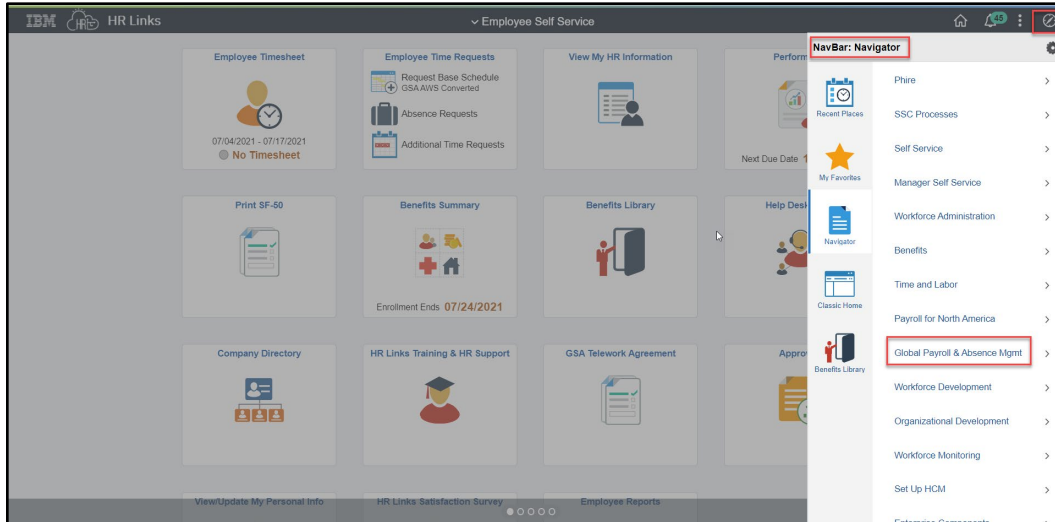 IBM HR HR Links
Employee Self Service
45
Employee Timesheet
07/04/2021 - 07/17/2021
No Timesheet
Employee Time Requests
Request Base Schedule
GSA AWS Converted
Absence Requests
Additional Time Requests
View My HR Information
Perform
Next Due Date 1
Print SF-50
Benefits Summary
Enrollment Ends 07/24/2021
Benefits Library
Help Desk
Company Directory
HR Links Training & HR Support
GSA Telework Agreement
Appro
View/Update My Personal Info
HR Links Satisfaction Survey
Employee Reports
NavBar: Navigator
Recent Places
My Favorites
Navigator
Classic Home
Benefits Library
Phire
SSC Processes
Self Service
Manager Self Service
Workforce Administration
Benefits
Time and Labor
Payroll for North America
Global Payroll & Absence Mgmt
Workforce Development
Organizational Development
Workforce Monitoring
Set Up HCM
Enterprise Components